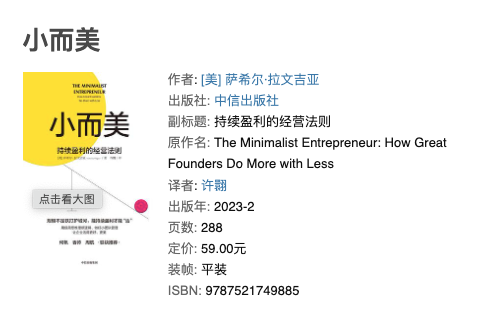 小而美
THE MINIMALIST
ENTREPRENEUR
小而美
持续盈利的经营法则
点击看大图
中信出版集团
作者: [美] 萨希尔·拉文吉亚
出版社: 中信出版社
副标题: 持续盈利的经营法则
原作名: The Minimalist Entrepreneur: How Great
Founders Do More with Less
译者: 许翾
出版年: 2023-2
页数: 288
定价: 59.00元
装帧: 平装
ISBN: 9787521749885